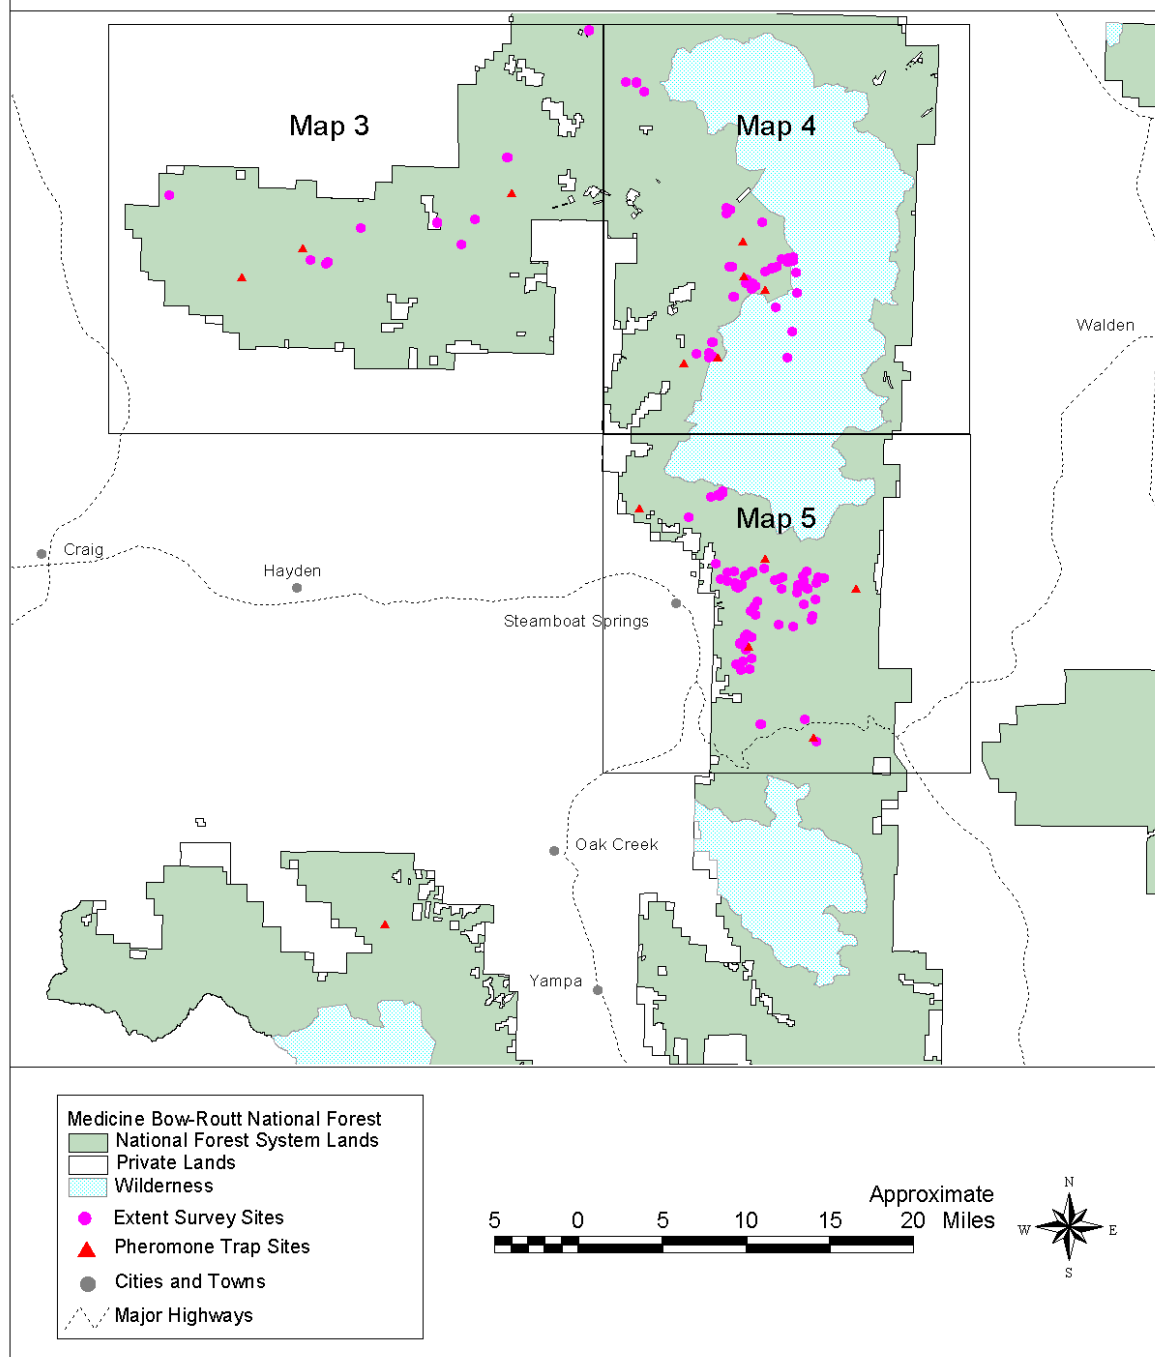 Map 3
Map 4
Walden
Map 5
Craig
Hayden
Steamboat Springs
Oak Creek
Yampa
Medicine Bow-Routt National Forest
National Forest System Lands
Private Lands
Wilderness
Extent Survey Sites
Pheromone Trap Sites
Cities and Towns
Major Highways
Approximate
5 0 5 10 15 20 Miles
N
W E
S